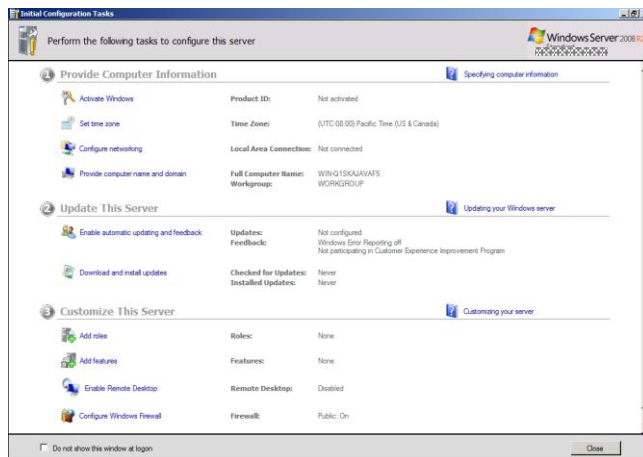 Initial Configuration Tasks
Perform the following tasks to configure this server
Windows Server 2008 R2
1 Provide Computer Information
Specifying computer information
Activate Windows
Product ID:
Not activated
Set time zone
Time Zone:
(UTC-08:00) Pacific Time (US & Canada)
Configure networking
Local Area Connection:
Not connected
Provide computer name and domain
Full Computer Name:
WIN-Q1SKAJAVAFS
Workgroup:
WORKGROUP
2 Update This Server
Updating your Windows server
Enable automatic updating and feedback
Updates:
Not configured
Feedback:
Windows Error Reporting off
Not participating in Customer Experience Improvement Program
Download and install updates
Checked for Updates:
Never
Installed Updates:
Never
3 Customize This Server
Customizing your server
Add roles
Roles:
None
Add features
Features:
None
Enable Remote Desktop
Remote Desktop:
Disabled
Configure Windows Firewall
Firewall:
Public: On
Do not show this window at logon
Close